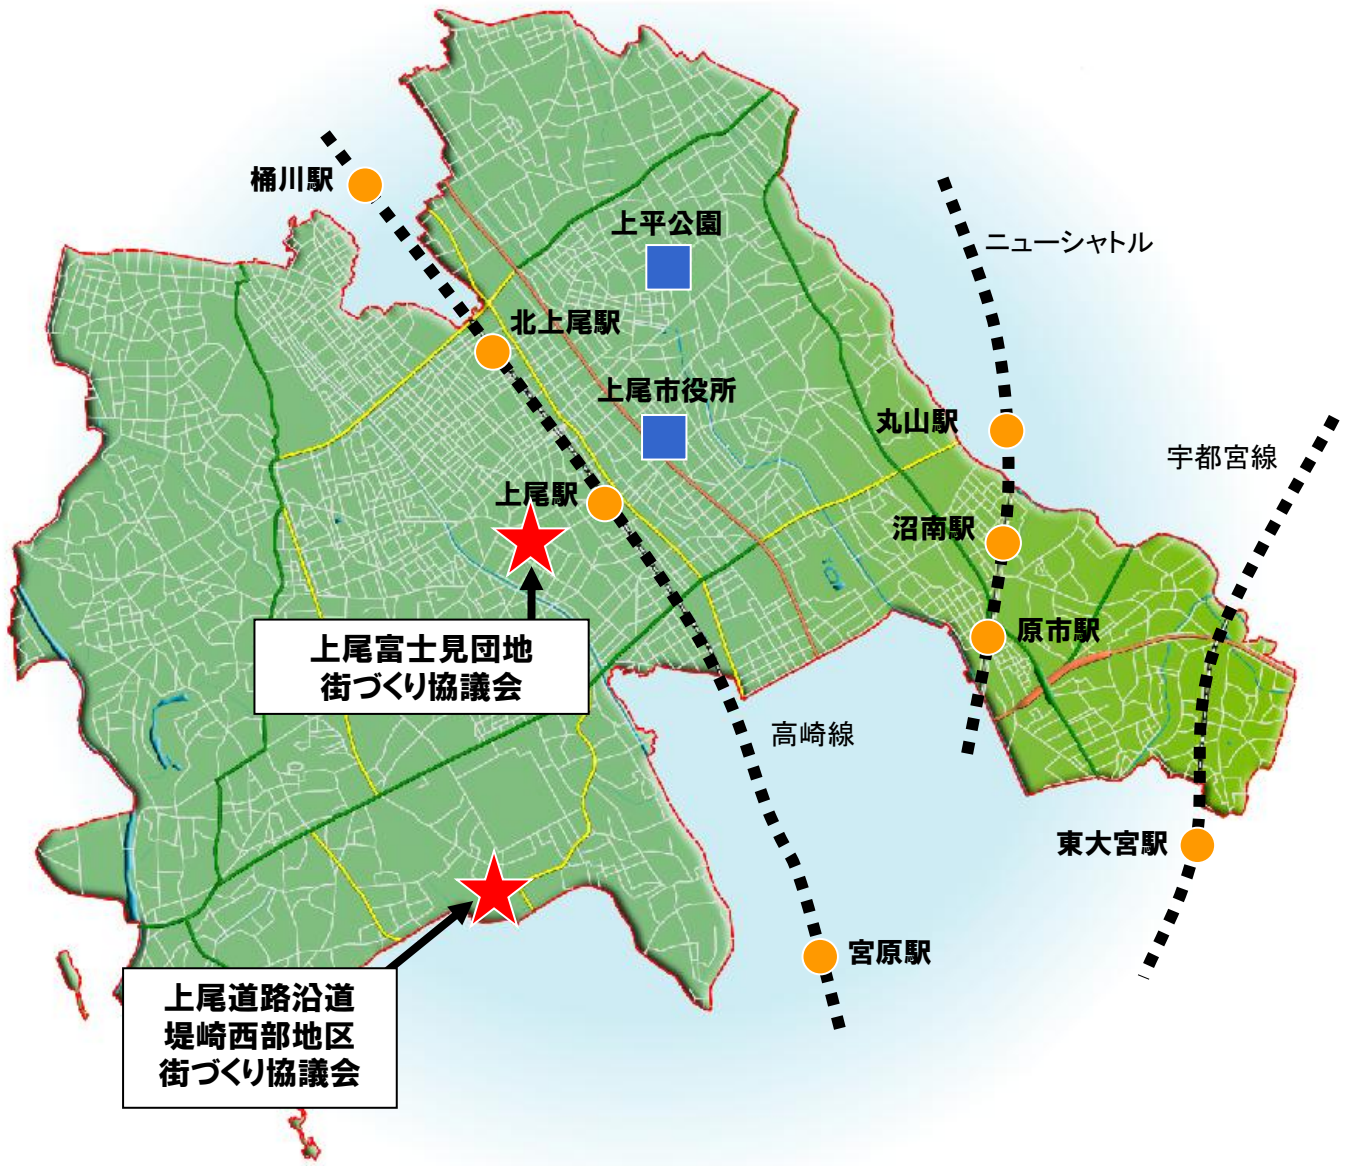 桶川駅
上平公園
ニューシャトル
北上尾駅
上尾市役所
丸山駅
宇都宮線
上尾駅
沼南駅
原市駅
上尾富士見団地
街づくり協議会
高崎線
東大宮駅
宮原駅
上尾道路沿道
堤崎西部地区
街づくり協議会